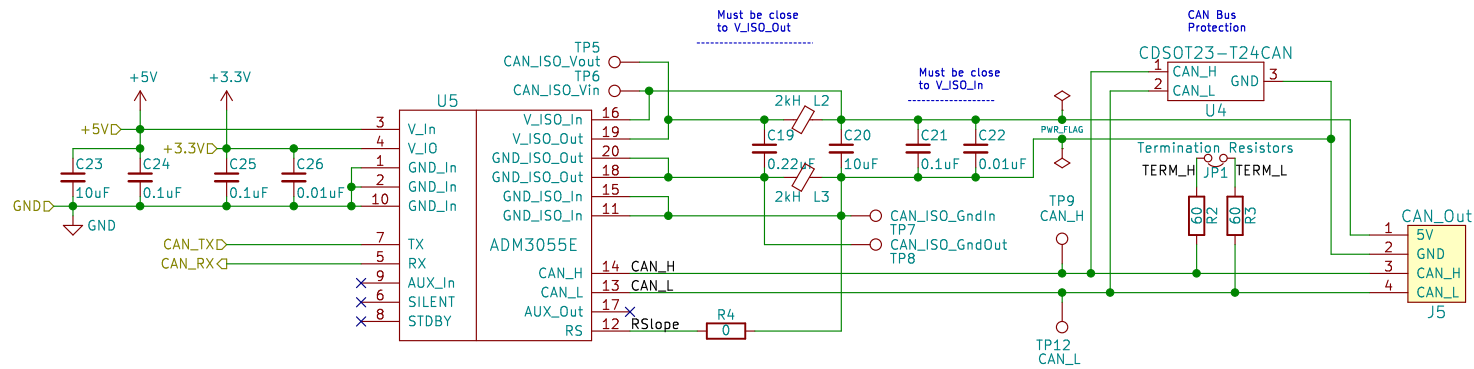 Must be close
to V_ISO_Out
CAN Bus
Protection
TP5
CAN_ISO_Vout
TP6
CAN_ISO_Vin
CDSOT23-T24CAN
1 CAN_H
2 CAN_L
GND 3
U4
Must be close
to V_ISO_In
+5V
+3.3V
U5
2kH L2
+5V
+3.3V
3 V_In
4 V_IO
1 GND_In
2 GND_In
10 GND_In
7 TX
5 RX
9 AUX_In
6 SILENT
8 STDBY
V_ISO_In 16
V_ISO_Out 19
GND_ISO_Out 20
GND_ISO_Out 18
GND_ISO_In 15
GND_ISO_In 11
ADM3055E
CAN_H 14 CAN_H
CAN_L 13 CAN_L
AUX_Out 17
RS 12 RSlope
C23
10uF
C24
0.1uF
C25
0.1uF
C26
0.01uF
GND
GND
CAN_TX
CAN_RX
C19
0.22uF
C20
10uF
C21
0.1uF
C22
0.01uF
2kH L3
PWR_FLAG
CAN_ISO_GndIn
TP7
CAN_ISO_GndOut
TP8
R4
0
Termination Resistors
TERM_H
JP1
TERM_L
60
R2
60
R3
TP9
CAN_H
TP12
CAN_L
CAN_Out
1 5V
2 GND
3 CAN_H
4 CAN_L
J5